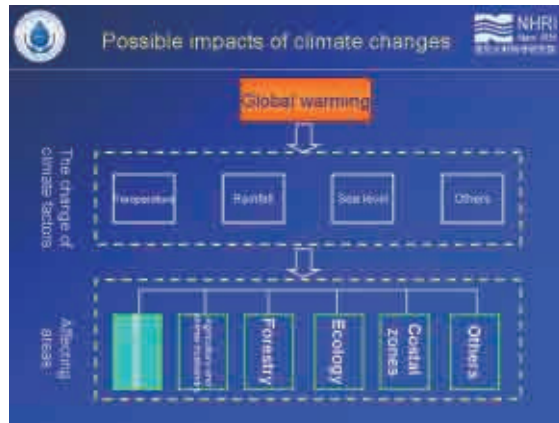 Possible impacts of climate changes
NHRI
Global warming
The change of
climate factors
Temperature
Rainfall
Sea level
Others
Affecting
areas
Forestry
Ecology
Costal
zones
Others